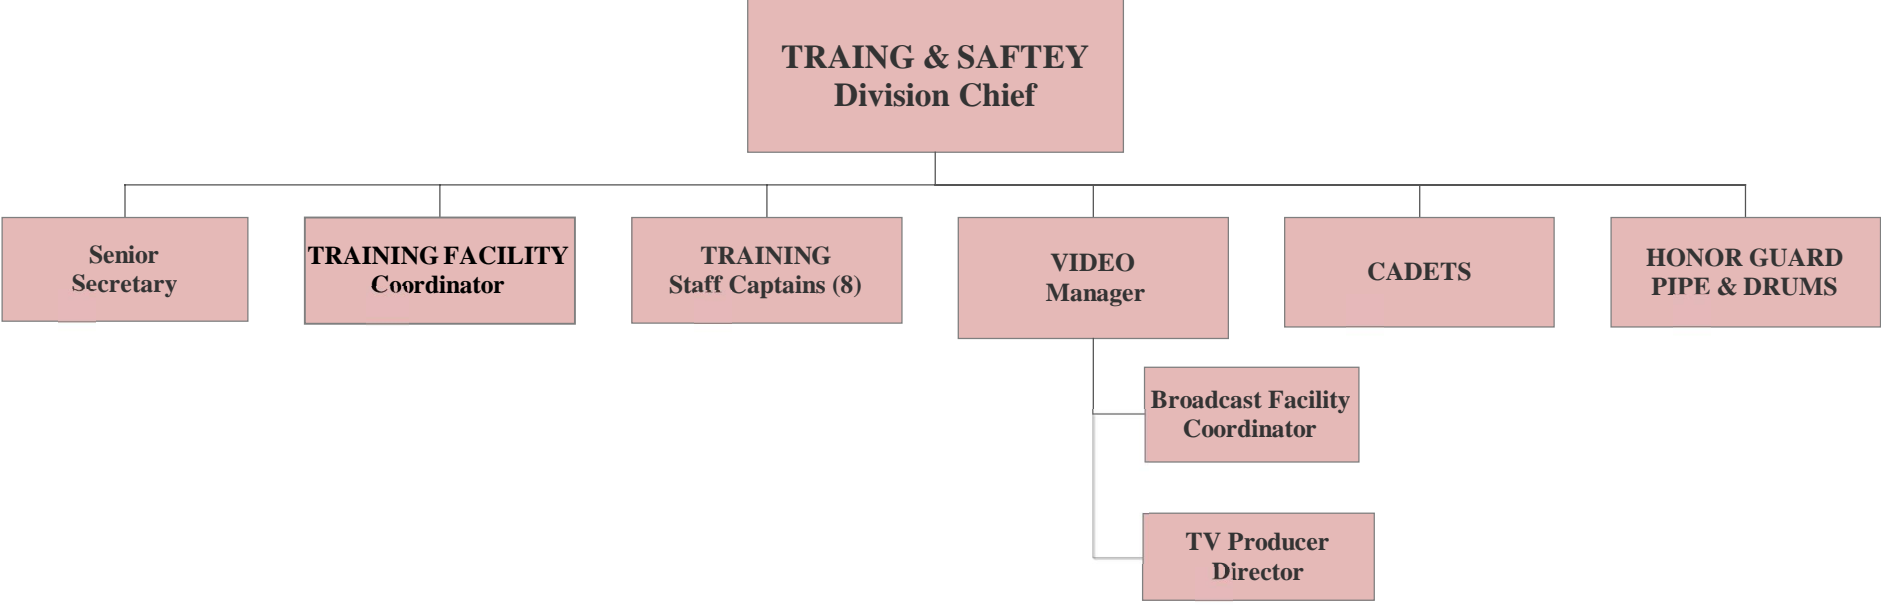 TRAING & SAFTEY
Division Chief
Senior
Secretary
TRAINING FACILITY
Coordinator
TRAINING
Staff Captains (8)
VIDEO
Manager
CADETS
HONOR GUARD
PIPE & DRUMS
Broadcast Facility
Coordinator
TV Producer
Director